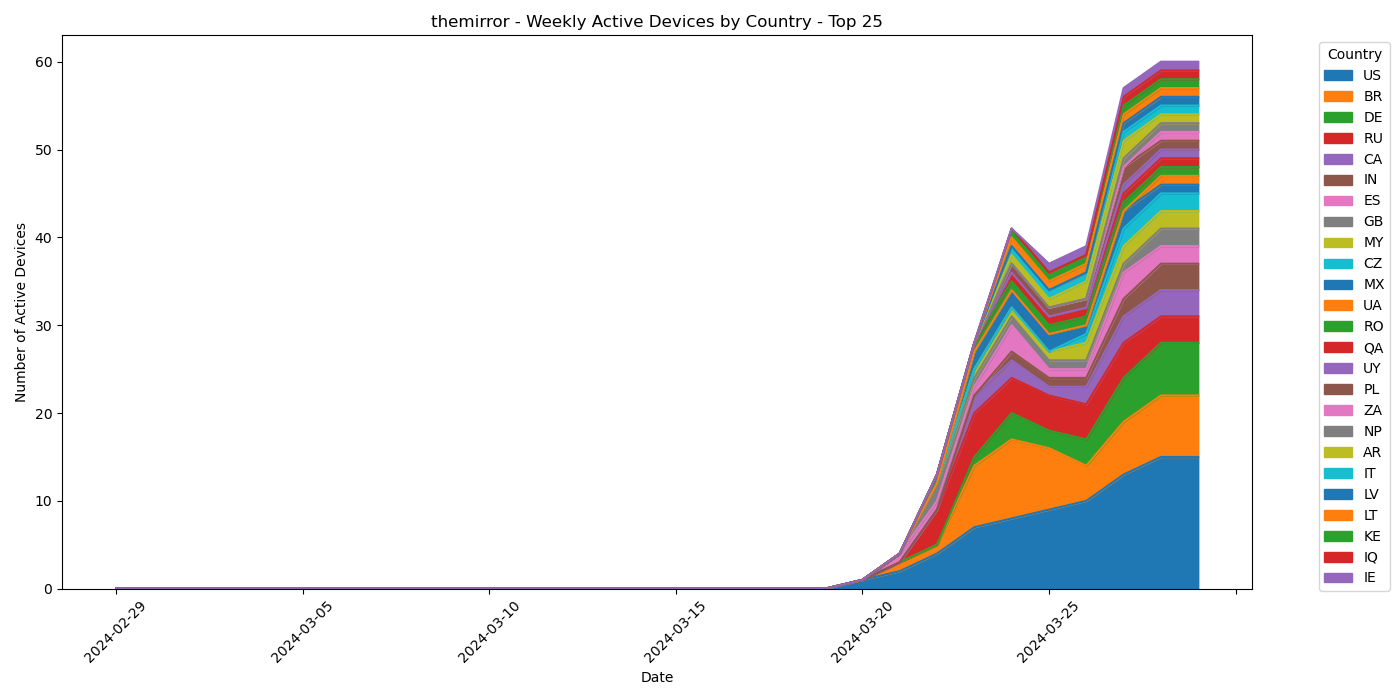 themirror - Weekly Active Devices by Country - Top 25
Number of Active Devices
60
50
40
30
20
10
0
2024-02-29
2024-03-05
2024-03-10
2024-03-15
2024-03-20
2024-03-25
Date
Country
US
BR
DE
RU
CA
IN
ES
GB
MY
CZ
MX
UA
RO
QA
UY
PL
ZA
NP
AR
IT
LV
LT
KE
IQ
IE